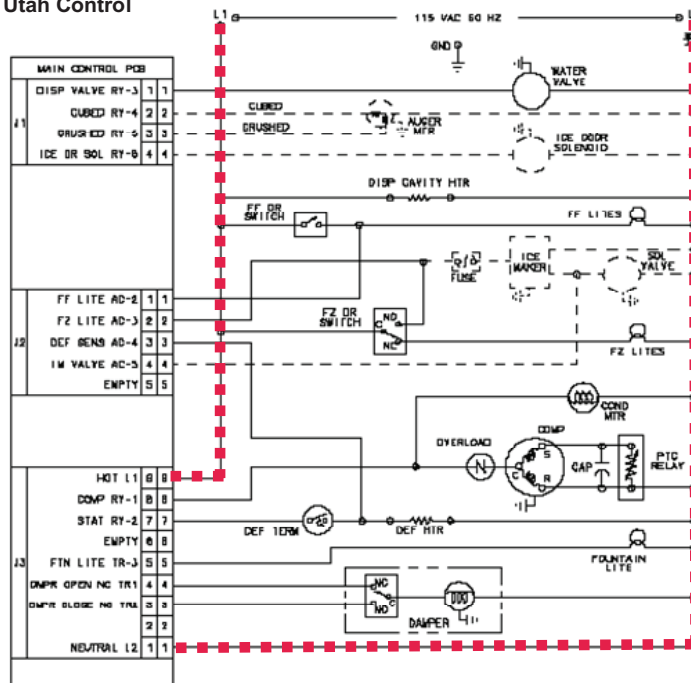 Utah Control
L1 115 VAC 60 HZ L
GND
MAIN CONTROL PCB
J1
DISP VALVE RY-3 1 1
CUBED RY-4 2 2
CRUSHED RY-5 3 3
ICE DR SOL RY-6 4 4
WATER
VALVE
CUBED
CRUSHED
AUGER
MTR
ICE DOOR
SOLENOID
DISP CAVITY HTR
FF DR
SWITCH
FF LITES
FUSE
ICE
MAKER
SOL
VALVE
J2
FF LITE AC-2 1 1
FZ LITE AC-3 2 2
DEF SENS AC-4 3 3
IM VALVE AC-5 4 4
EMPTY 5 5
FZ DR
SWITCH
C
NO
NC
FZ LITES
COND
MTR
OVERLOAD
COMP
C
S
R
CAP
PTC
RELAY
J3
HOT L1 9 9
COMP RY-1 8 8
STAT RY-2 7 7
EMPTY 6 6
FTN LITE TR-3 5 5
DMPR OPEN NC TR1 4 4
DMPR CLOSE NO TR1 3 3
2 2
NEUTRAL L2 1 1
DEF TERM
DEF HTR
FOUNTAIN
LITE
NC
C
NO
DAMPER